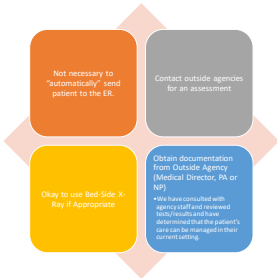 Not necessary to
"automatically" send
patient to the ER.
Contact outside agencies
for an assessment
Okay to use Bed-Side X-
Ray if Appropriate
Obtain documentation
from Outside Agency
(Medical Director, PA or
NP)
•We have consulted with
agency staff and reviewed
tests/results and have
determined that the patient's
care can be managed in their
current setting.